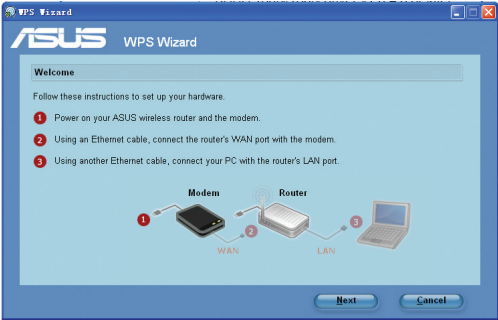 WPS Wizard
ASUS WPS Wizard
Welcome
Follow these instructions to set up your hardware.
1 Power on your ASUS wireless router and the modem.
2 Using an Ethernet cable, connect the router's WAN port with the modem.
3 Using another Ethernet cable, connect your PC with the router's LAN port.
Modem Router
1 2 3
WAN LAN
Next Cancel